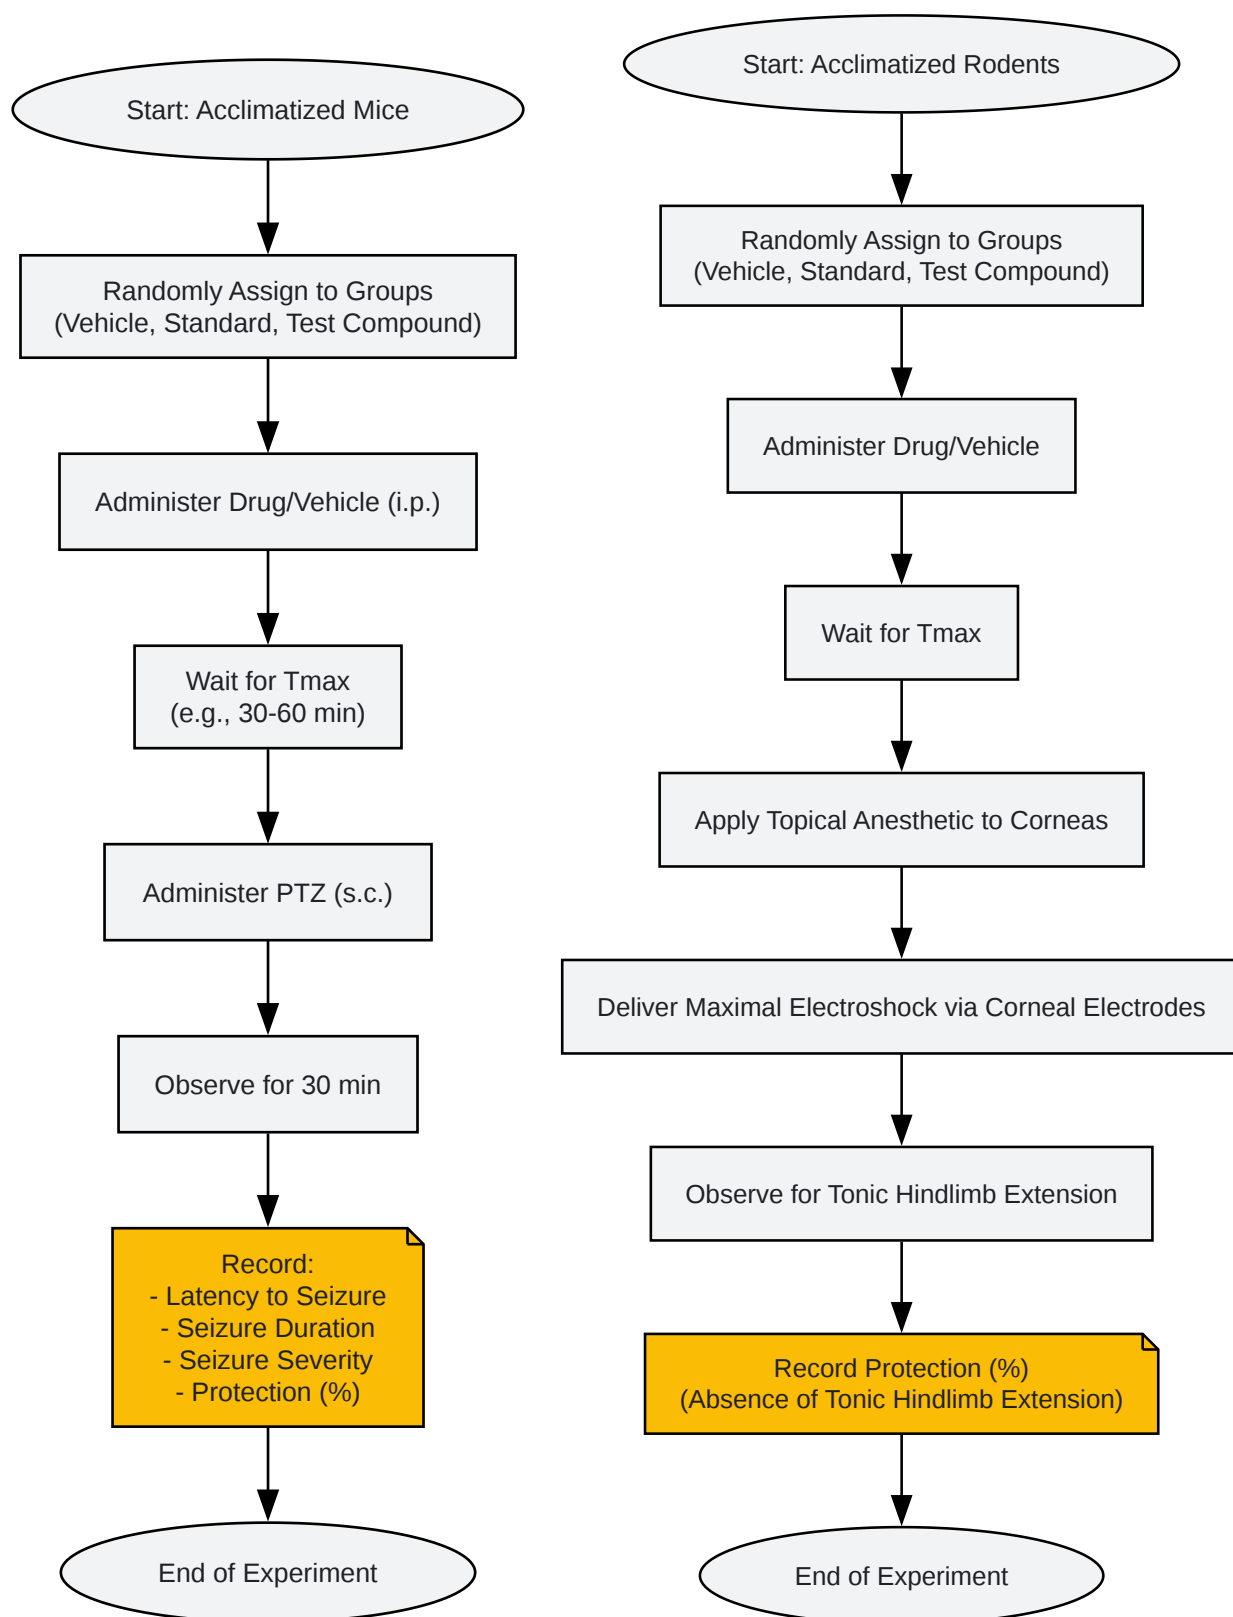 Start: Acclimatized Mice
Randomly Assign to Groups
(Vehicle, Standard, Test Compound)
Administer Drug/Vehicle (i.p.)
Wait for Tmax
(e.g., 30-60 min)
Administer PTZ (s.c.)
Observe for 30 min
Record:
- Latency to Seizure
- Seizure Duration
- Seizure Severity
- Protection (%)
End of Experiment
Start: Acclimatized Rodents
Randomly Assign to Groups
(Vehicle, Standard, Test Compound)
Administer Drug/Vehicle
Wait for Tmax
Apply Topical Anesthetic to Corneas
Deliver Maximal Electroshock via Corneal Electrodes
Observe for Tonic Hindlimb Extension
Record Protection (%)
(Absence of Tonic Hindlimb Extension)
End of Experiment